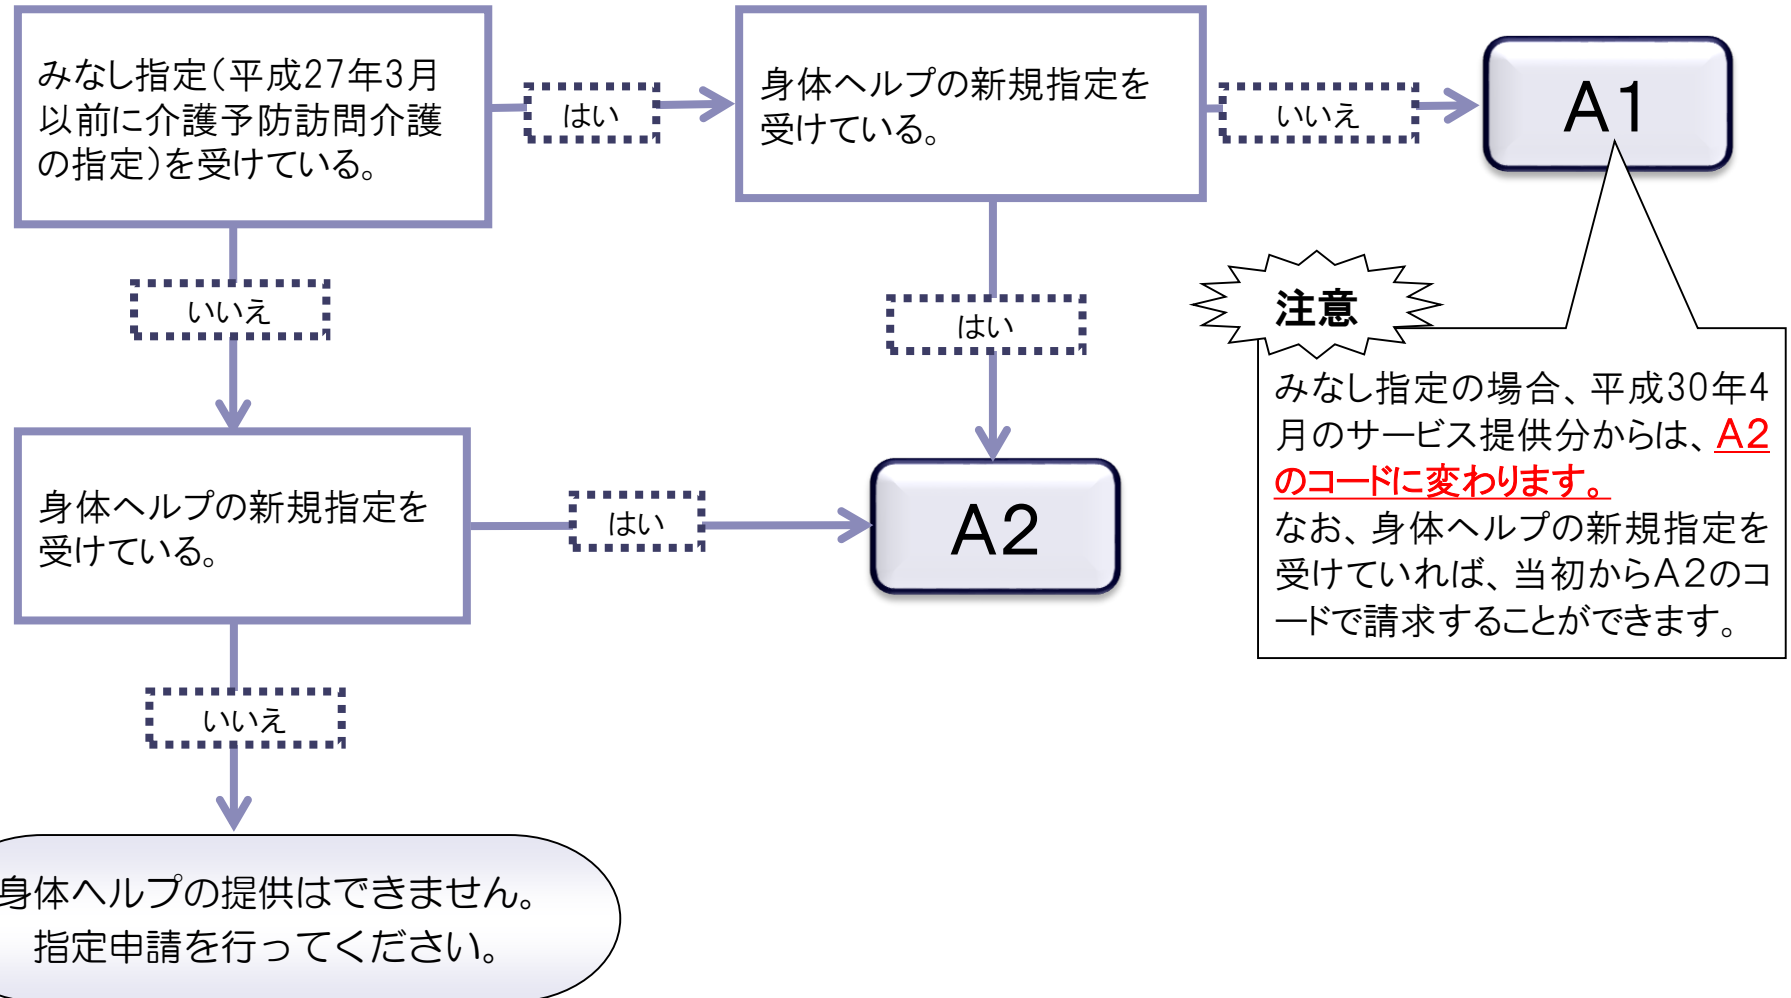 みなし指定(平成27年3月
以前に介護予防訪問介護
の指定)を受けている。
はい
身体ヘルプの新規指定を
受けている。
いいえ
A1
いいえ
はい
注意
みなし指定の場合、平成30年4
月のサービス提供分からは、A2
のコードに変わります。
なお、身体ヘルプの新規指定を
受けていれば、当初からA2のコ
ードで請求することができます。
身体ヘルプの新規指定を
受けている。
はい
A2
いいえ
身体ヘルプの提供はできません。
指定申請を行ってください。